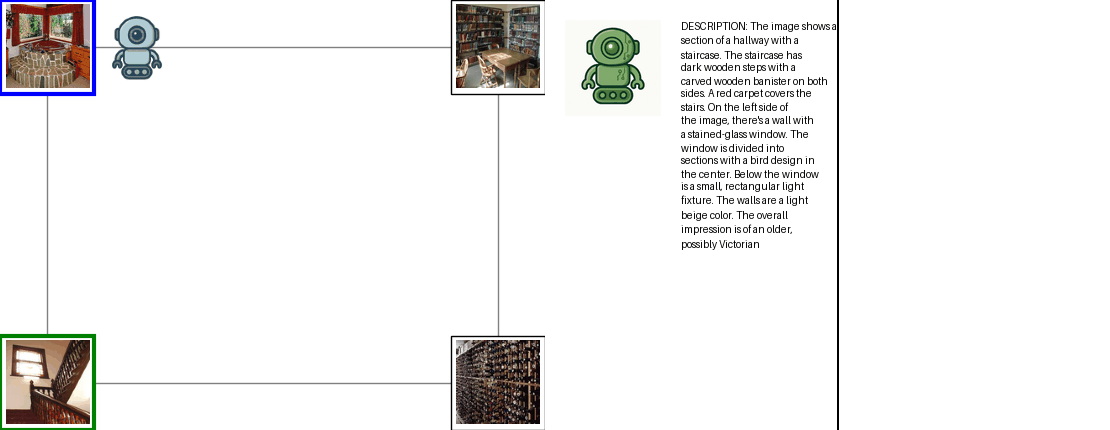 DESCRIPTION: The image shows a
section of a hallway with a
staircase. The staircase has
dark wooden steps with a
carved wooden banister on both
sides. A red carpet covers the
stairs. On the left side of
the image, there's a wall with
a stained-glass window. The
window is divided into
sections with a bird design in
the center. Below the window
is a small, rectangular light
fixture. The walls are a light
beige color. The overall
impression is of an older,
possibly Victorian